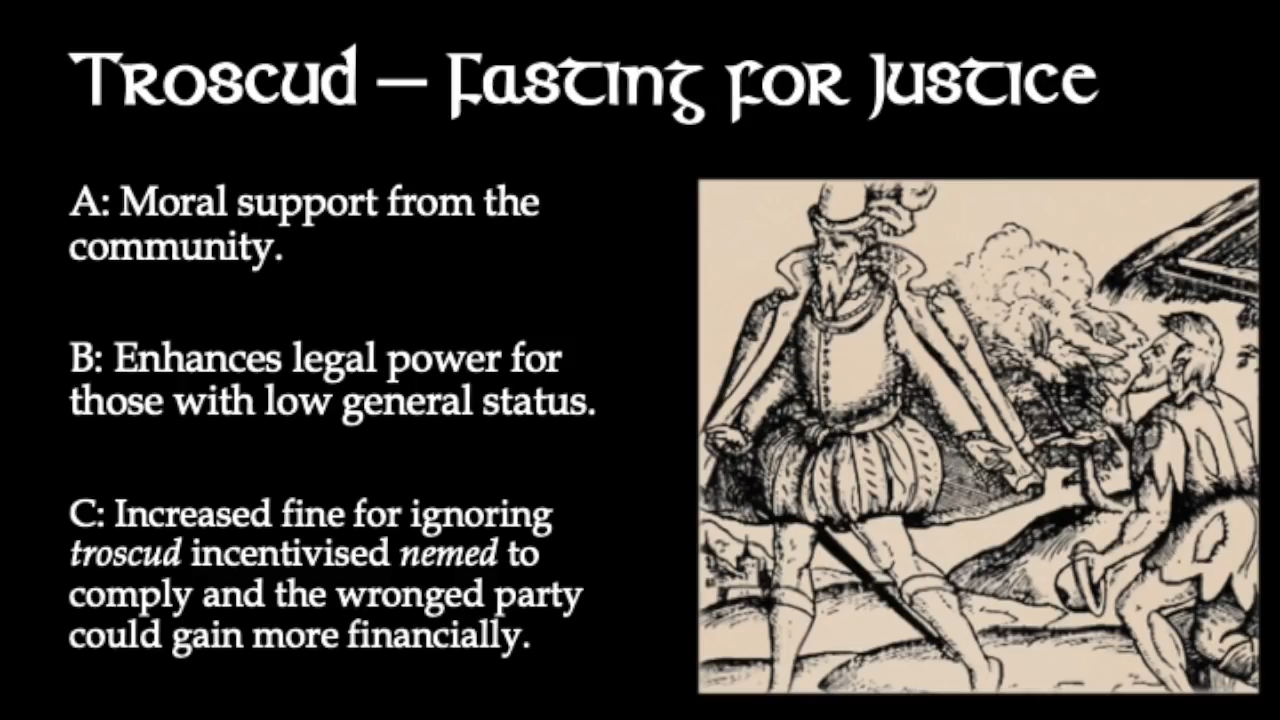 Troscud – Fasting for Justice
A: Moral support from the
community.
B: Enhances legal power for
those with low general status.
C: Increased fine for ignoring
troscud incentivised nemed to
comply and the wronged party
could gain more financially.